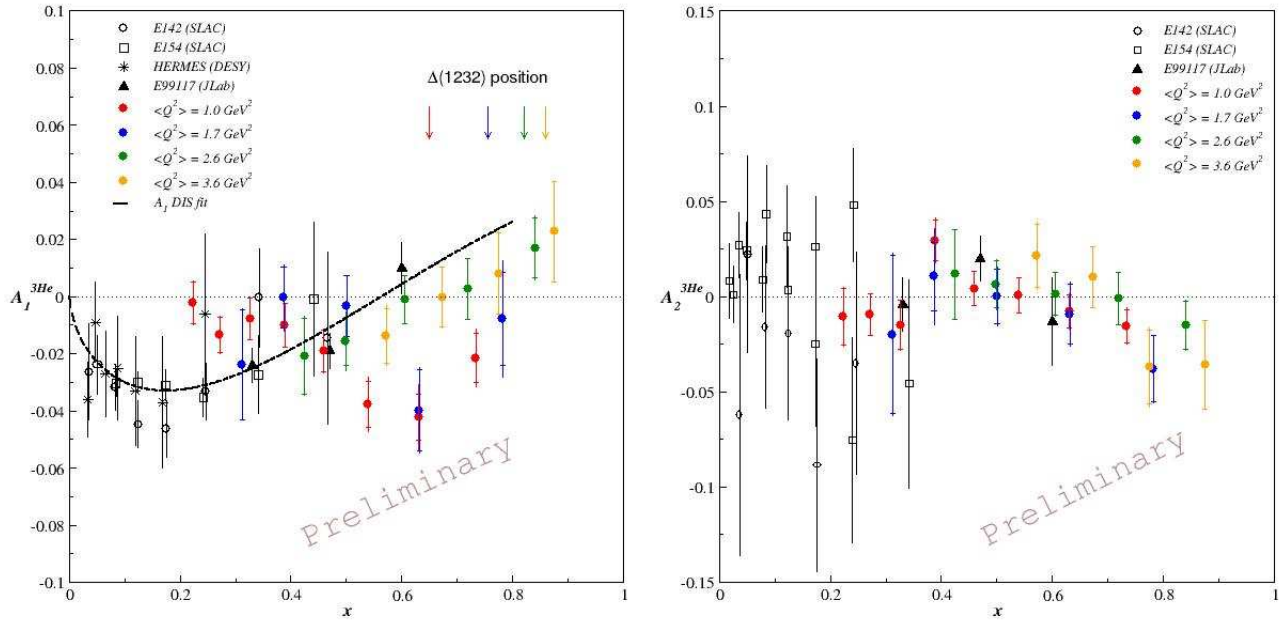 0.1
0.08
0.06
0.04
0.02
0
-0.02
-0.04
-0.06
-0.08
-0.1
A₁ ³He
E142 (SLAC)
E154 (SLAC)
HERMES (DESY)
E99117 (JLab)
<Q²> = 1.0 GeV²
<Q²> = 1.7 GeV²
<Q²> = 2.6 GeV²
<Q²> = 3.6 GeV²
A₁ DIS fit
Δ(1232) position
Preliminary
0 0.2 0.4 0.6 0.8 1
x
0.15
0.1
0.05
0
-0.05
-0.1
-0.15
A₂ ³He
E142 (SLAC)
E154 (SLAC)
E99117 (JLab)
<Q²> = 1.0 GeV²
<Q²> = 1.7 GeV²
<Q²> = 2.6 GeV²
<Q²> = 3.6 GeV²
Preliminary
0 0.2 0.4 0.6 0.8 1
x